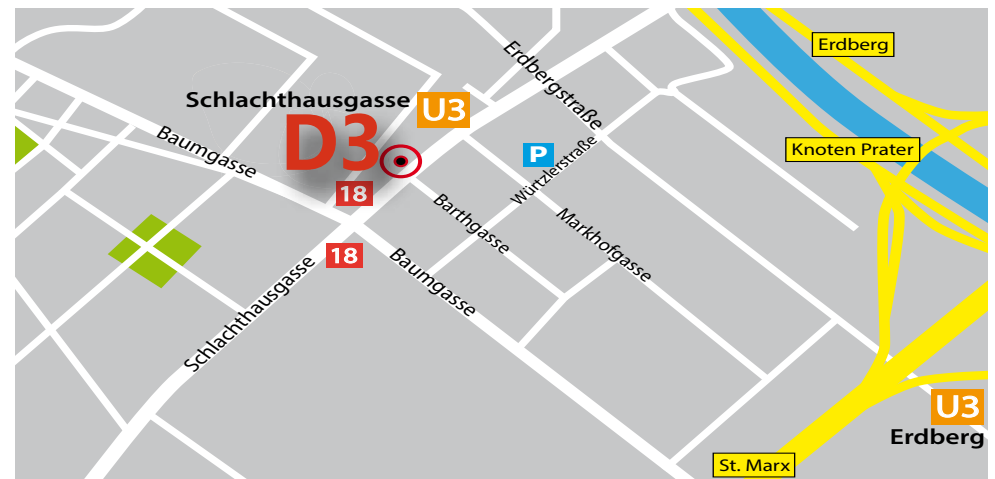 Erdbergstraße
Erdberg
Schlachthausgasse
U3
D3
Baumgasse
P
Würtzlerstraße
Knoten Prater
18
Barthgasse
Markhofgasse
18
Schlachthausgasse
Baumgasse
U3
Erdberg
St. Marx